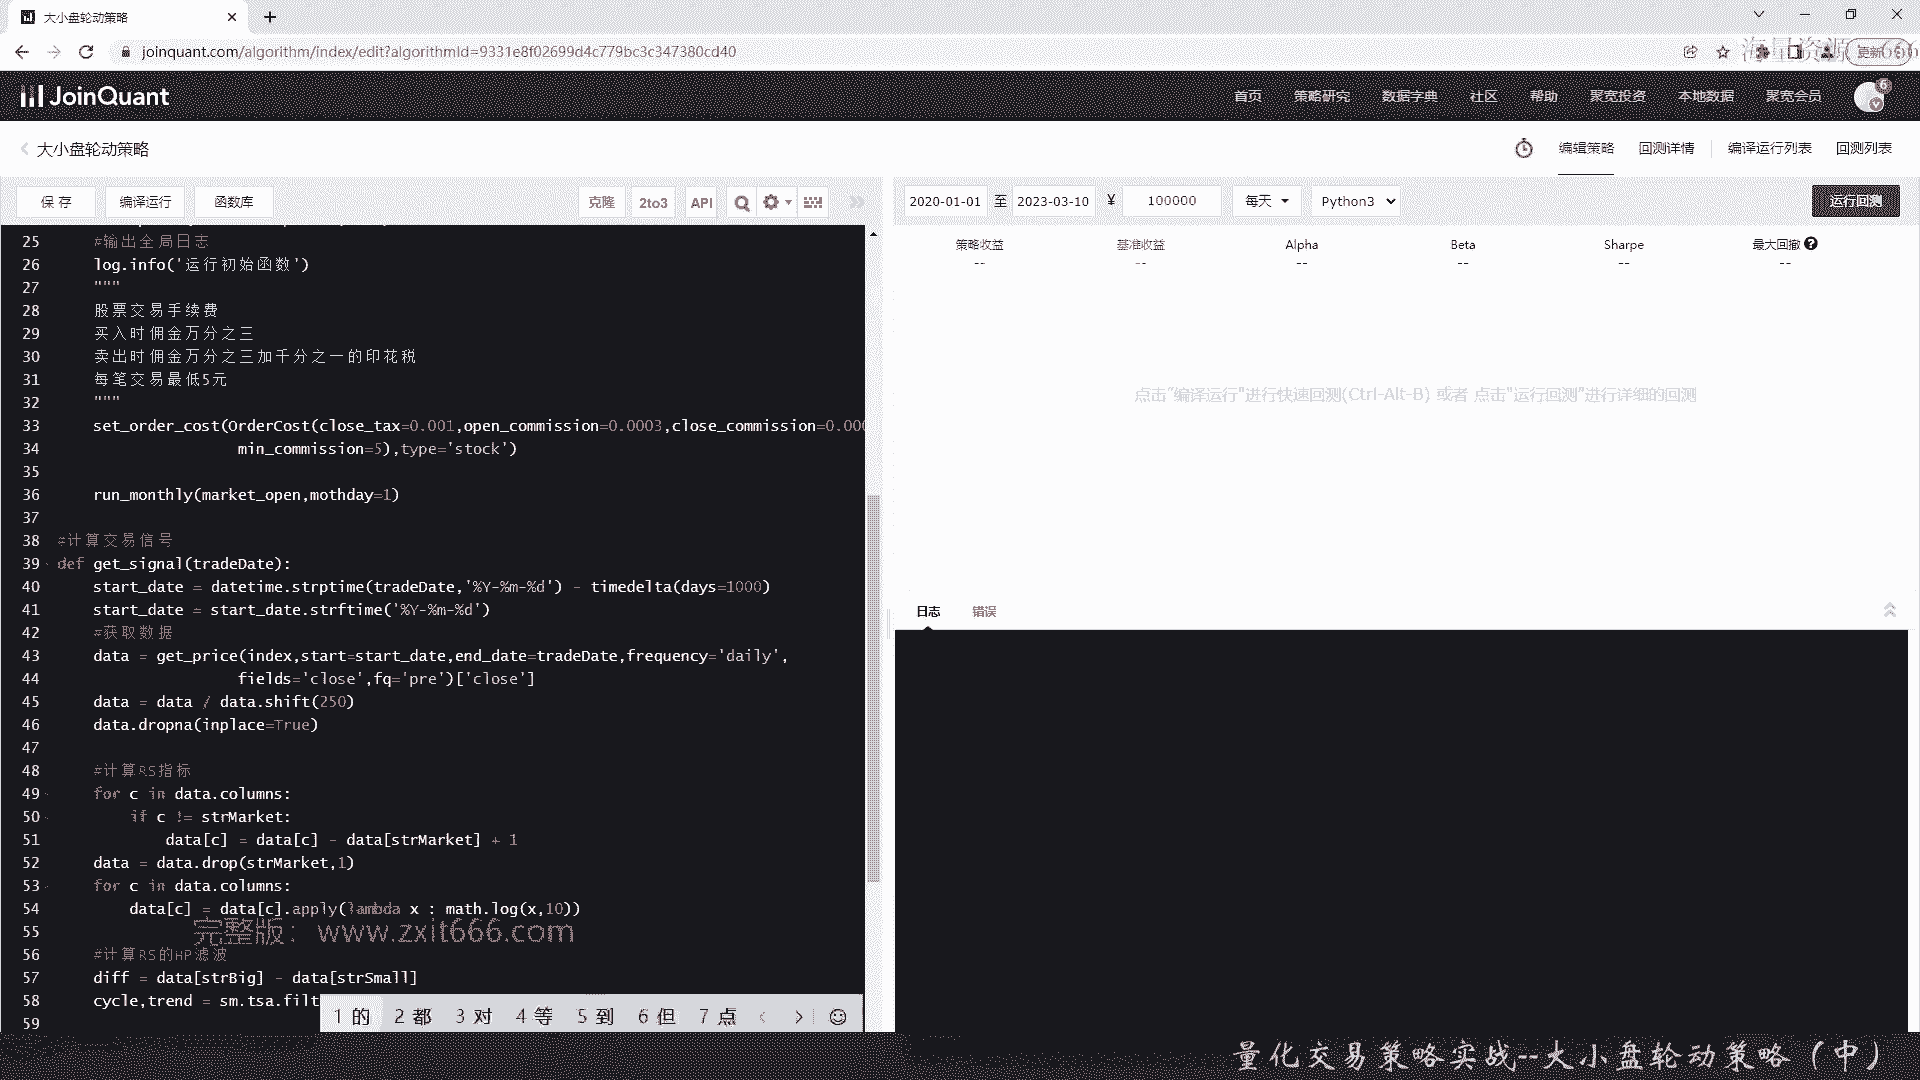 大小盘轮动策略
joinquant.com/algorithm/index/edit?algorithmId=9331e8f02699d4c779bc3c347380cd40
海量资源
更新
JoinQuant
首页 策略研究 数据字典 社区 帮助 聚宽投资 本地数据 聚宽会员 6
大小盘轮动策略
编辑策略 回测详情 编译运行列表 回测列表
保存 编译运行 函数库 克隆 2to3 API
2020-01-01 至 2023-03-10 ¥ 100000 每天 Python3 运行回测
策略收益 基准收益 Alpha Beta Sharpe 最大回撤
-- -- -- -- -- --
点击"编译运行"进行快速回测(Ctrl-Alt-B) 或者 点击"运行回测"进行详细的回测
日志 错误
25 #输出全局日志
26 log.info('运行初始函数')
27 """
28 股票交易手续费
29 买入时佣金万分之三
30 卖出时佣金万分之三加千分之一的印花税
31 每笔交易最低5元
32 """
33 set_order_cost(OrderCost(close_tax=0.001,open_commission=0.0003,close_commission=0.00
34 min_commission=5),type='stock')
35
36 run_monthly(market_open,mothday=1)
37
38 #计算交易信号
39 def get_signal(tradeDate):
40 start_date = datetime.strptime(tradeDate,'%Y-%m-%d') - timedelta(days=1000)
41 start_date = start_date.strftime('%Y-%m-%d')
42 #获取数据
43 data = get_price(index,start=start_date,end_date=tradeDate,frequency='daily',
44 fields='close',fq='pre')['close']
45 data = data / data.shift(250)
46 data.dropna(inplace=True)
47
48 #计算RS指标
49 for c in data.columns:
50 if c != strMarket:
51 data[c] = data[c] - data[strMarket] + 1
52 data = data.drop(strMarket,1)
53 for c in data.columns:
54 data[c] = data[c].apply(lambda x : math.log(x,10))
55
完整版：www.zxit666.com
56 #计算RS的HP滤波
57 diff = data[strBig] - data[strSmall]
58 cycle,trend = sm.tsa.filt
59
1 的 2 都 3 对 4 等 5 到 6 但 7 点
量化交易策略实战--大小盘轮动策略（中）